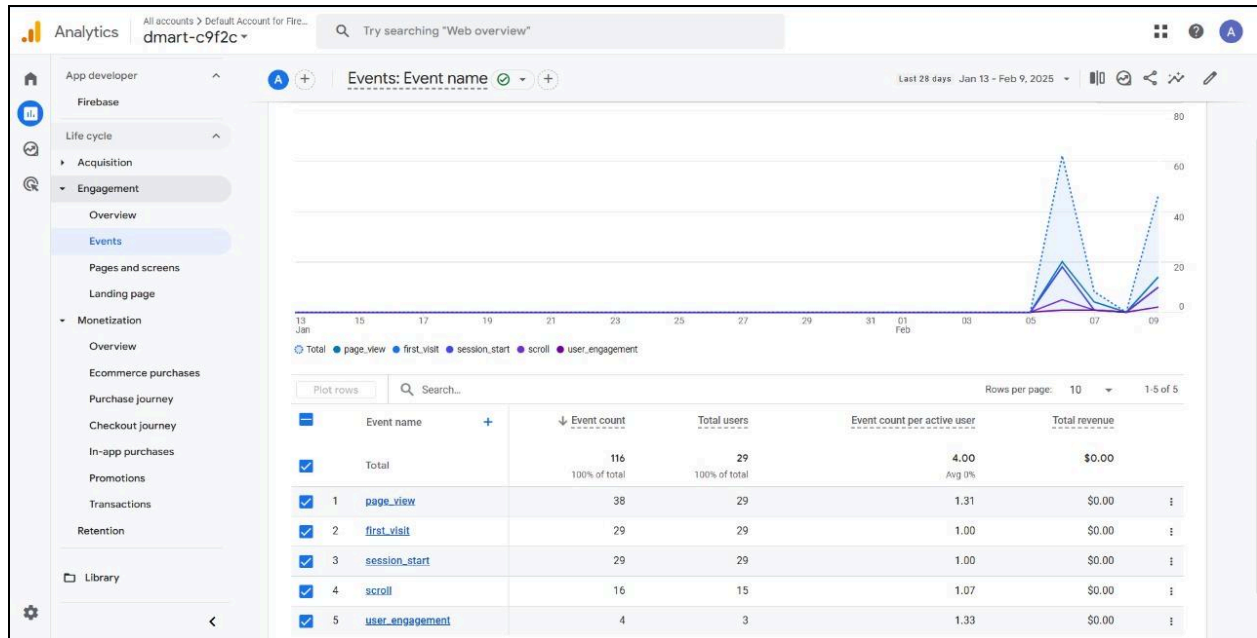 Analytics
All accounts > Default Account for Fire...
dmart-c9f2c
Try searching "Web overview"
A
App developer
Firebase
Life cycle
Acquisition
Engagement
Overview
Events
Pages and screens
Landing page
Monetization
Overview
Ecommerce purchases
Purchase journey
Checkout journey
In-app purchases
Promotions
Transactions
Retention
Library
A
Events: Event name
Last 28 days Jan 13 - Feb 9, 2025
80
60
40
20
0
13 15 17 19 21 23 25 27 29 31 01 03 05 07 09
Jan Feb
Total page_view first_visit session_start scroll user_engagement
Plot rows Search... Rows per page: 10 1-5 of 5
Event name + Event count Total users Event count per active user Total revenue
Total 116 29 4.00 $0.00
100% of total 100% of total Avg 0%
1 page_view 38 29 1.31 $0.00
2 first_visit 29 29 1.00 $0.00
3 session_start 29 29 1.00 $0.00
4 scroll 16 15 1.07 $0.00
5 user_engagement 4 3 1.33 $0.00